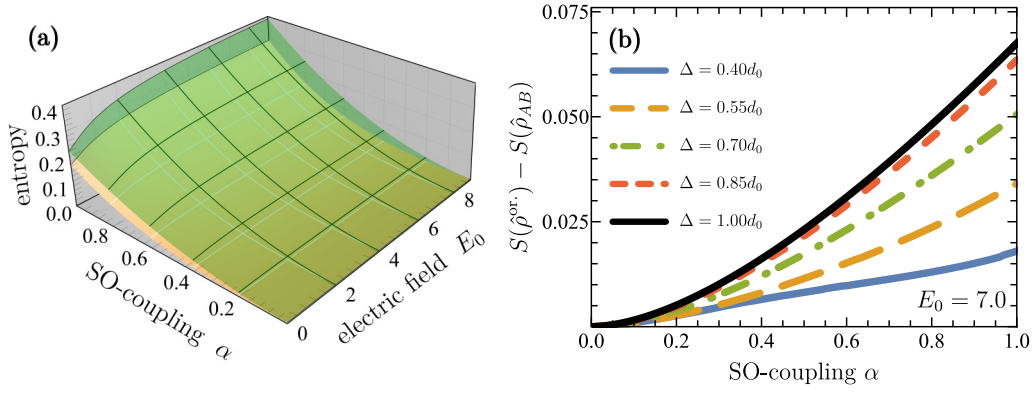 (a)
0.4
0.3
0.2
0.1
0.0
entropy
0.8
0.6
0.4
0.2
SO-coupling α
0
2
4
6
8
electric field E₀
(b)
0.075
0.050
0.025
0
S(ρ̂^or.) − S(ρ̂_AB)
Δ = 0.40d₀
Δ = 0.55d₀
Δ = 0.70d₀
Δ = 0.85d₀
Δ = 1.00d₀
E₀ = 7.0
0.0 0.2 0.4 0.6 0.8 1.0
SO-coupling α